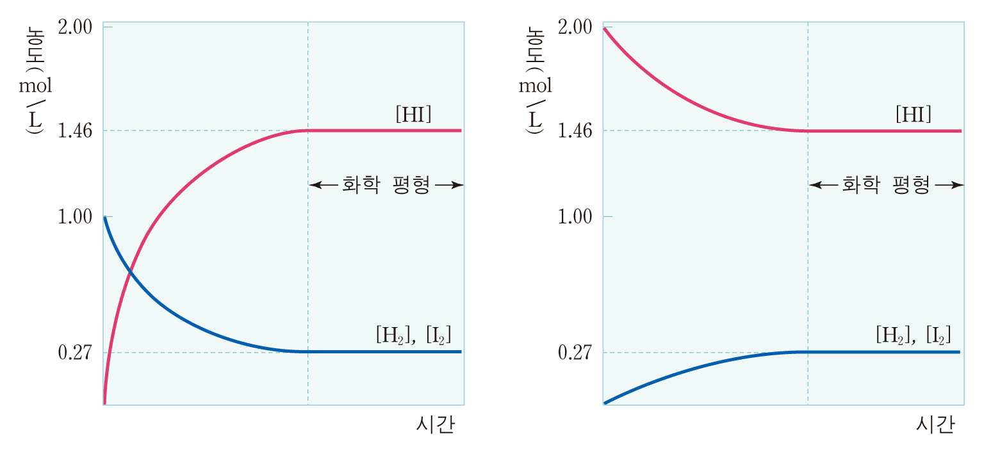 농도(mol/L)
2.00
1.46
1.00
0.27
[HI]
화학 평형
[H₂], [I₂]
시간
농도(mol/L)
2.00
1.46
1.00
0.27
[HI]
화학 평형
[H₂], [I₂]
시간